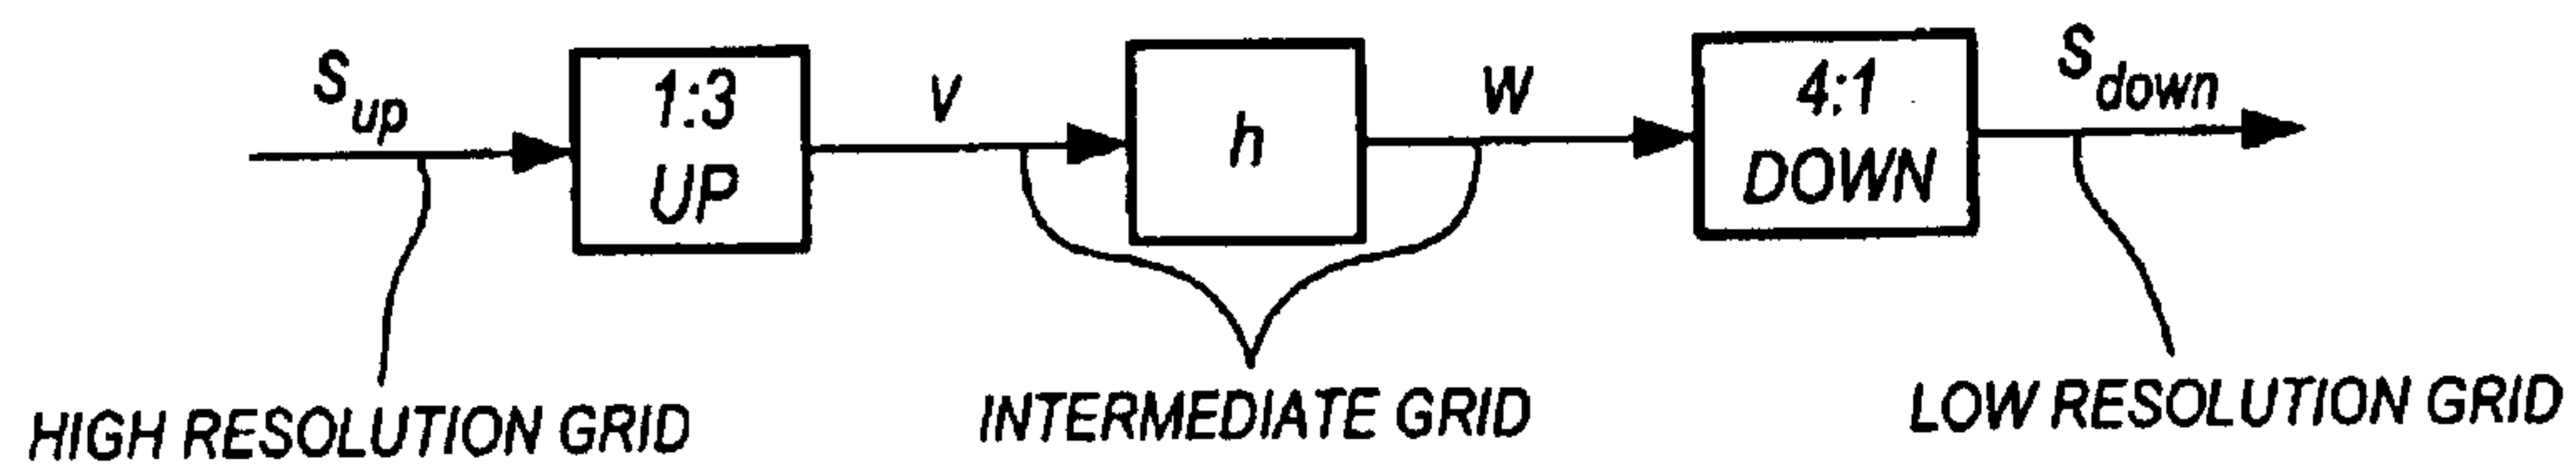 S_up
1:3
UP
V
h
W
4:1
DOWN
S_down
HIGH RESOLUTION GRID
INTERMEDIATE GRID
LOW RESOLUTION GRID